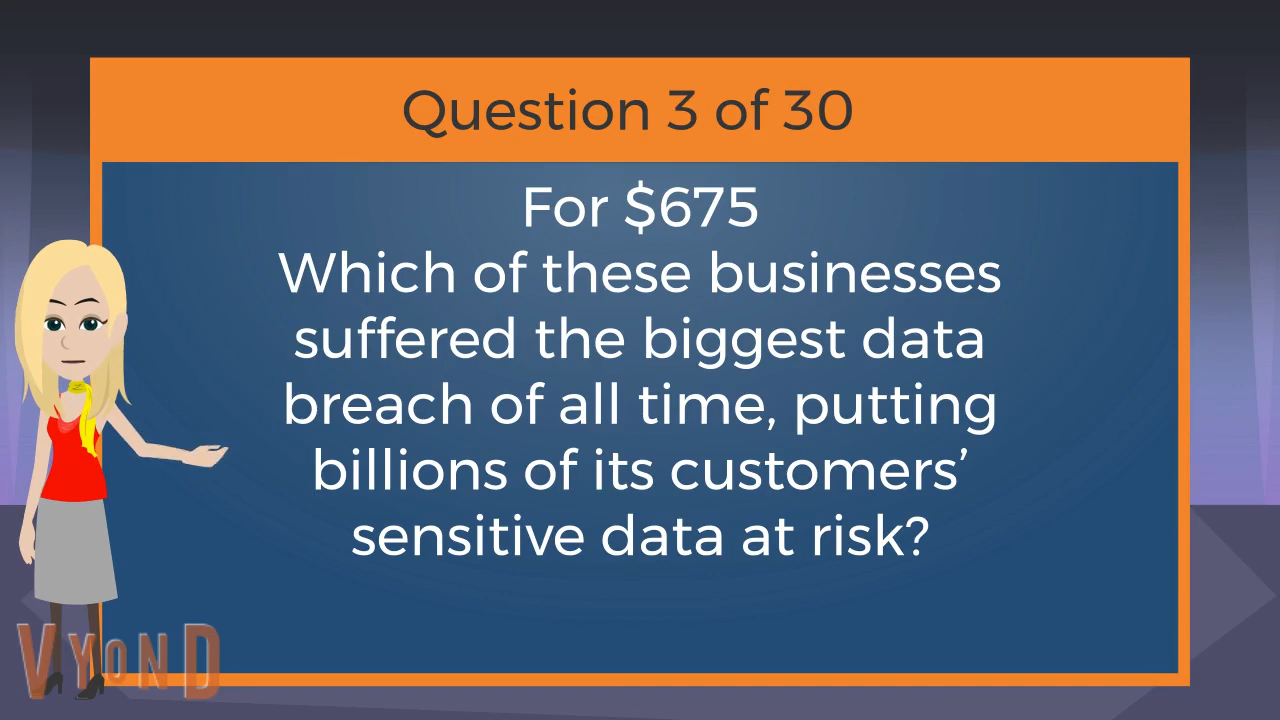 Question 3 of 30
For $675
Which of these businesses
suffered the biggest data
breach of all time, putting
billions of its customers’
sensitive data at risk?
VYonD